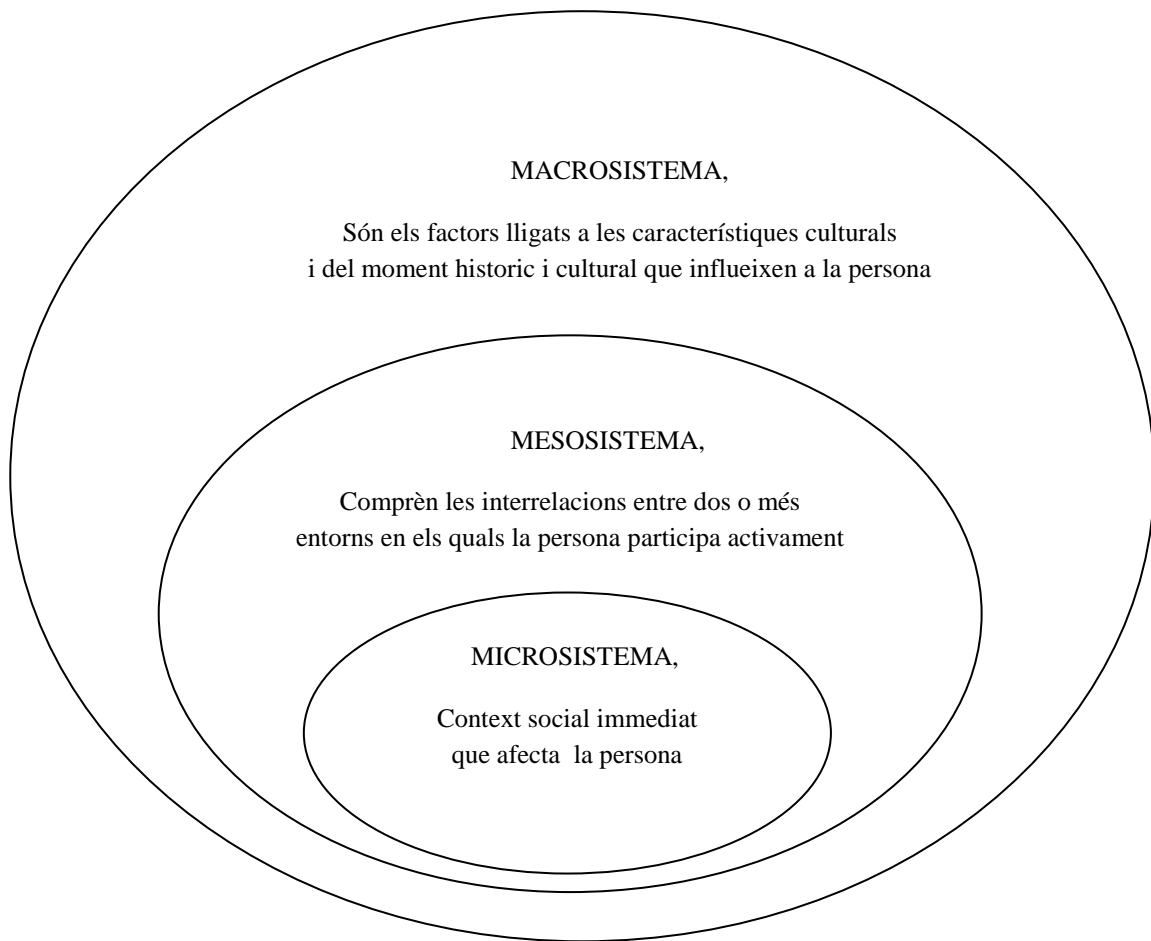 MACROSISTEMA,
Són els factors lligats a les característiques culturals
i del moment historic i cultural que influeixen a la persona
MESOSISTEMA,
Comprèn les interrelacions entre dos o més
entorns en els quals la persona participa activament
MICROSISTEMA,
Context social immediat
que afecta  la persona